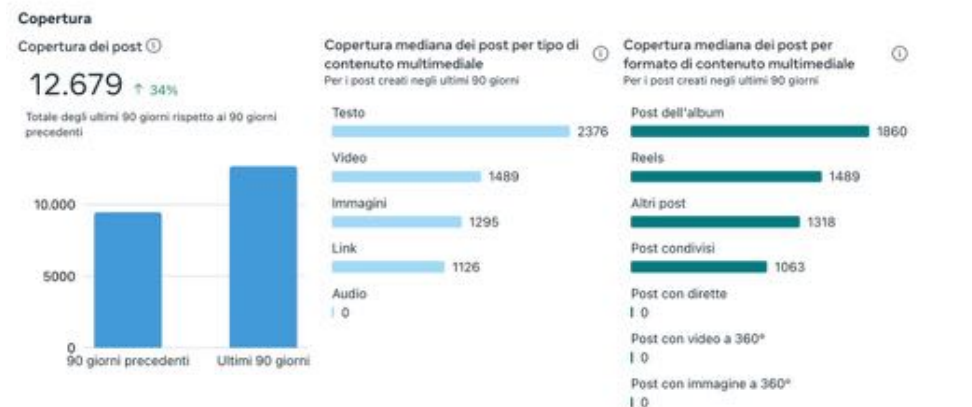 Copertura
Copertura dei post
12.679 ↑ 34%
Totale degli ultimi 90 giorni rispetto ai 90 giorni
precedenti
10.000
5000
0
90 giorni precedenti
Ultimi 90 giorni
Copertura mediana dei post per tipo di
contenuto multimediale
Per i post creati negli ultimi 90 giorni
Testo
2376
Video
1489
Immagini
1295
Link
1126
Audio
0
Copertura mediana dei post per
formato di contenuto multimediale
Per i post creati negli ultimi 90 giorni
Post dell'album
1860
Reels
1489
Altri post
1318
Post condivisi
1063
Post con dirette
0
Post con video a 360°
0
Post con immagine a 360°
0